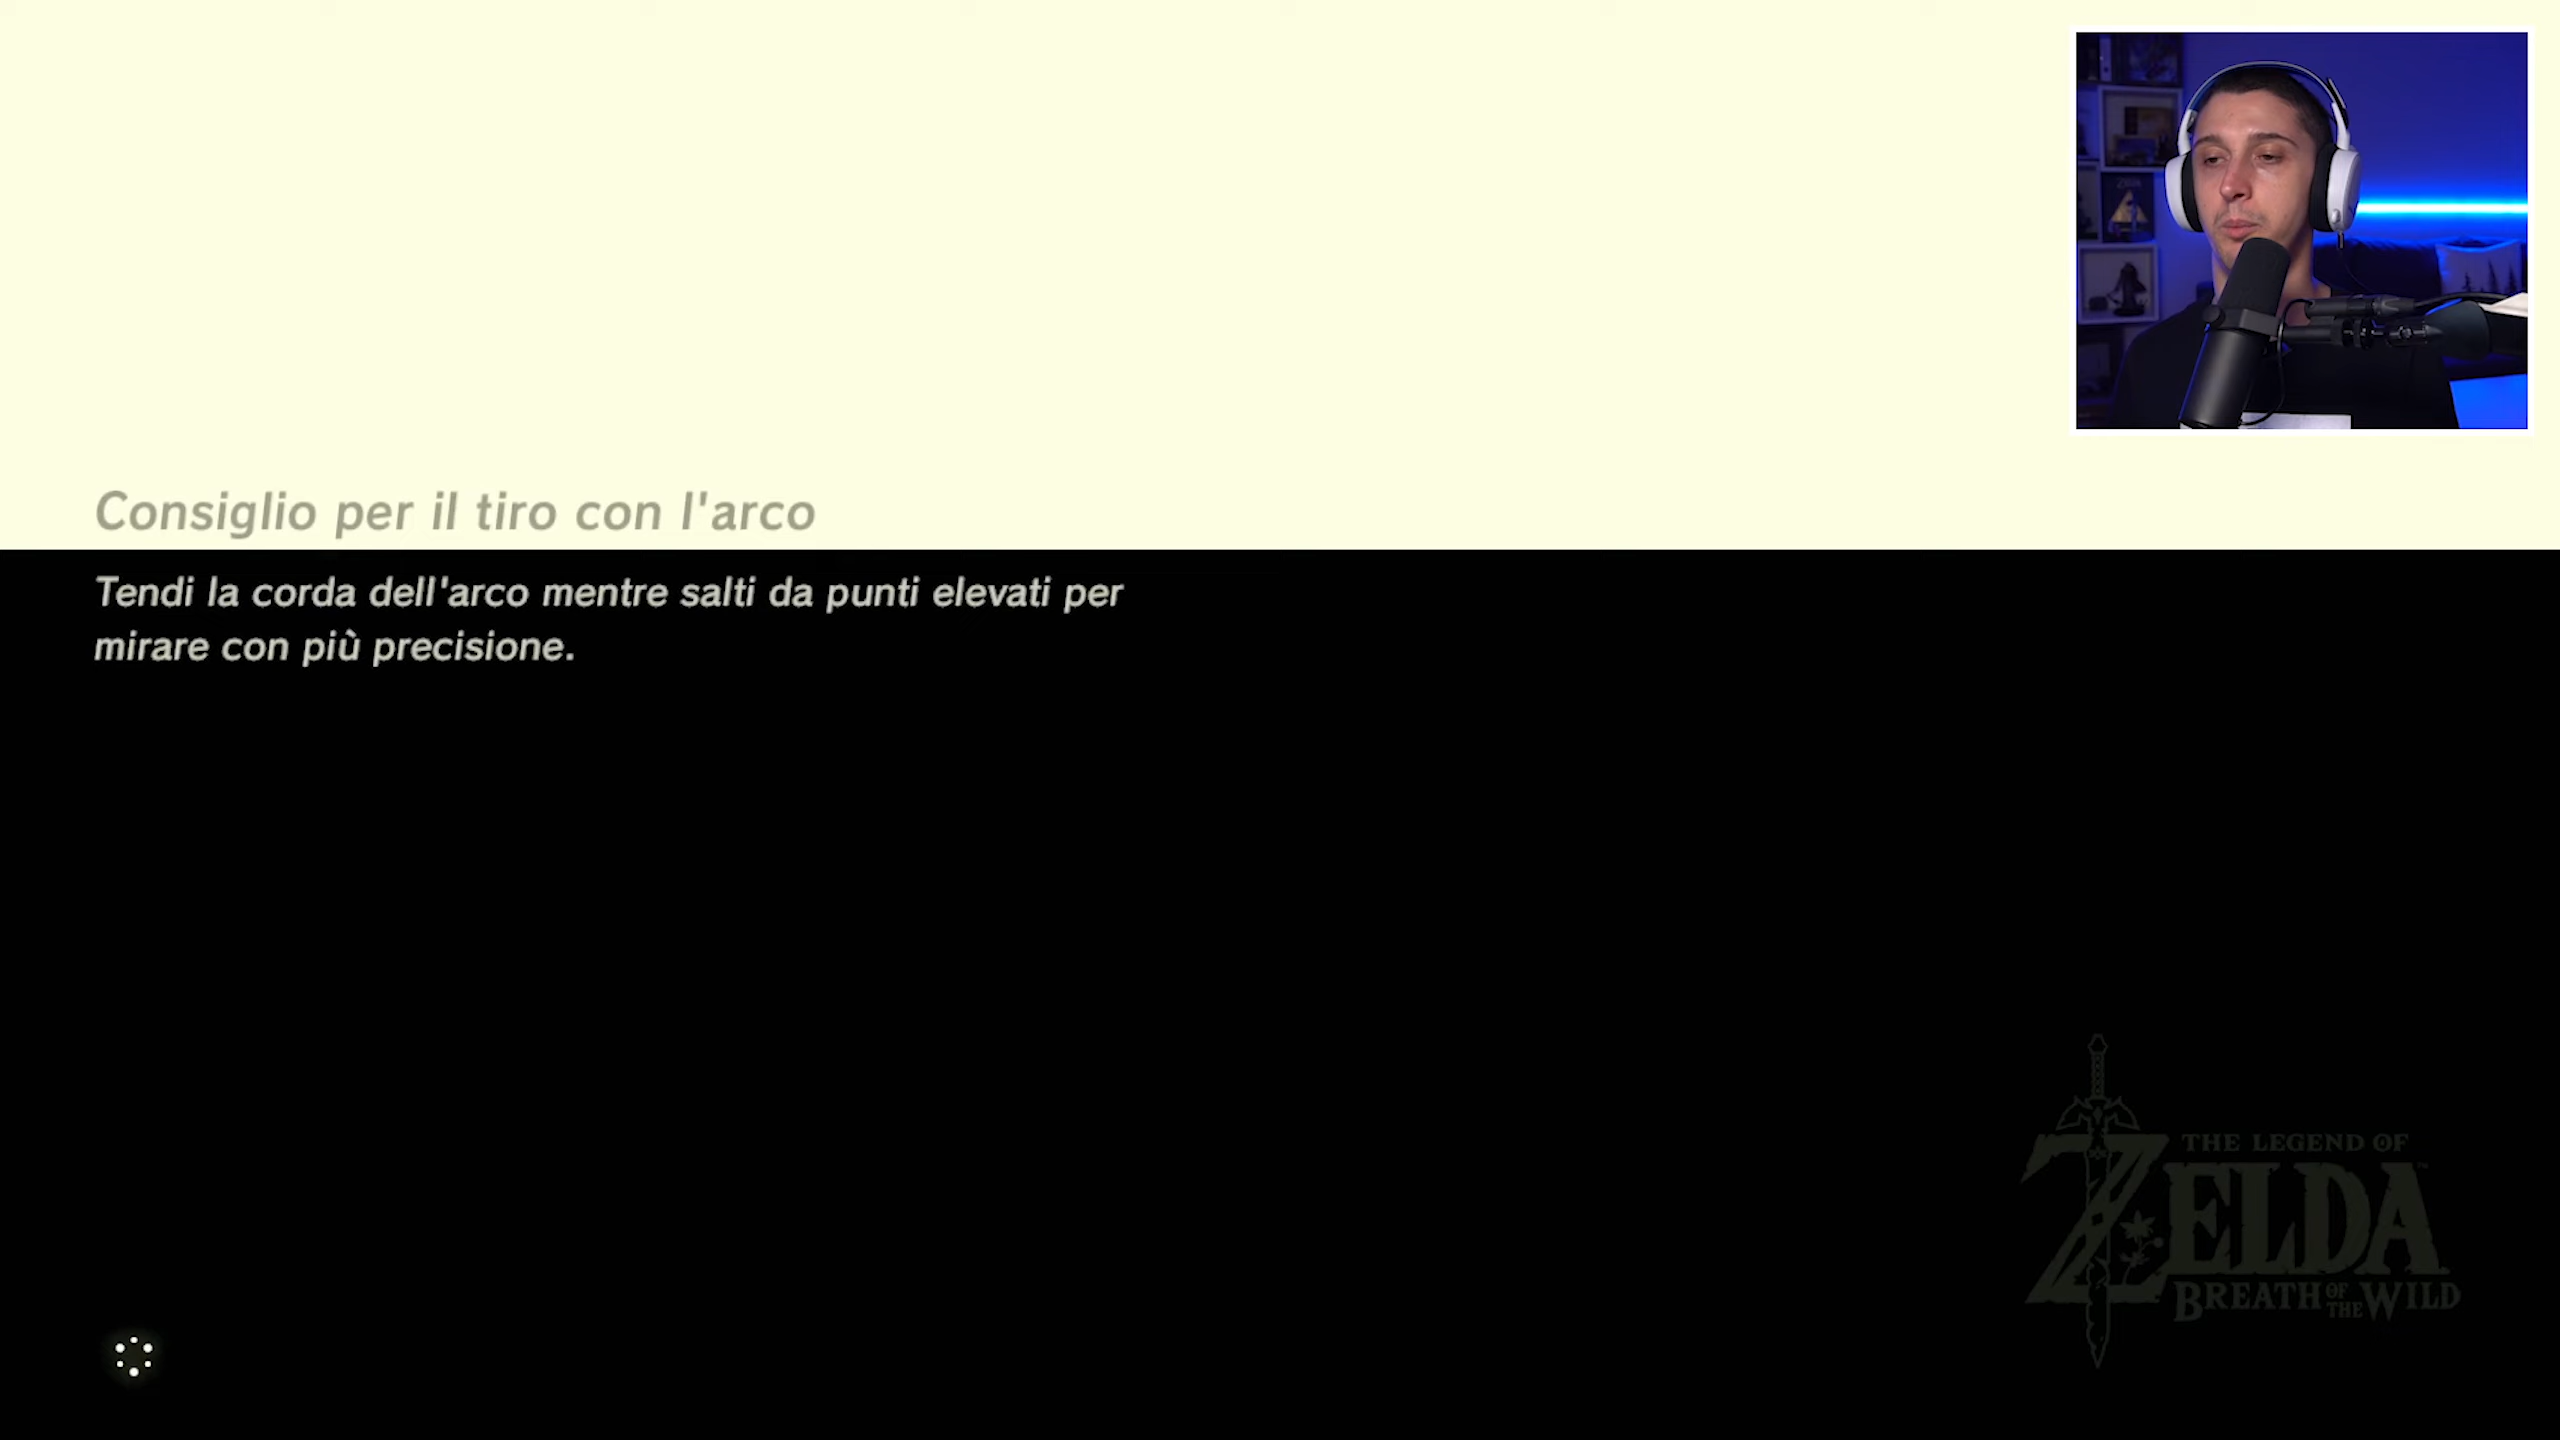 Consiglio per il tiro con l'arco
Tendi la corda dell'arco mentre salti da punti elevati per
mirare con più precisione.
THE LEGEND OF
ZELDA
BREATH OF THE WILD